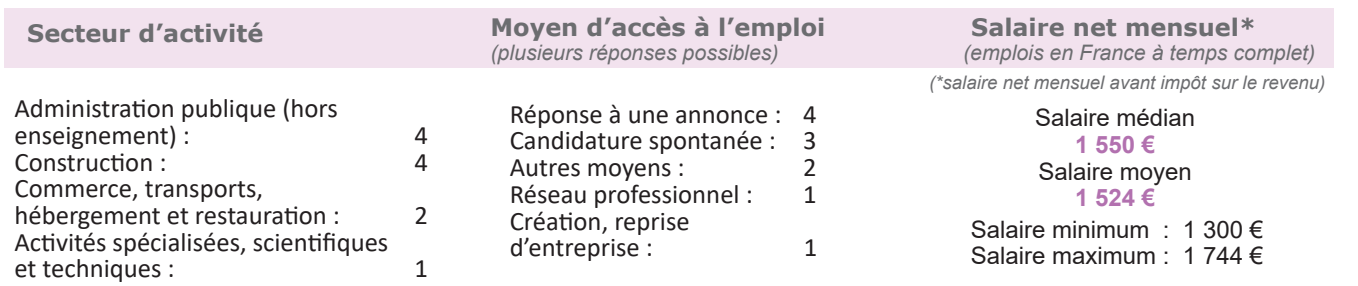 Secteur d’activité
Administration publique (hors
enseignement) : 4
Construction : 4
Commerce, transports,
hébergement et restauration : 2
Activités spécialisées, scientifiques
et techniques : 1
Moyen d’accès à l’emploi
(plusieurs réponses possibles)
Réponse à une annonce : 4
Candidature spontanée : 3
Autres moyens : 2
Réseau professionnel : 1
Création, reprise
d’entreprise : 1
Salaire net mensuel*
(emplois en France à temps complet)
(*salaire net mensuel avant impôt sur le revenu)
Salaire médian
1 550 €
Salaire moyen
1 524 €
Salaire minimum : 1 300 €
Salaire maximum : 1 744 €